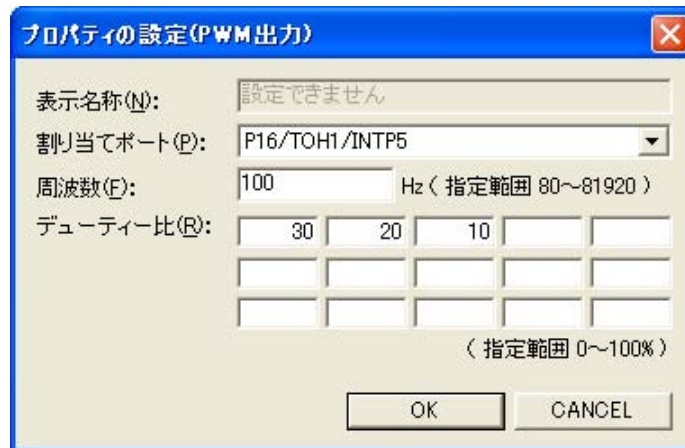 プロパティの設定(PWM出力)
表示名称(N): 設定できません
割り当てポート(P): P16/TOH1/INTP5
周波数(F): 100 Hz ( 指定範囲 80～81920 )
デューティー比(R): 30 20 10
( 指定範囲 0～100% )
OK CANCEL